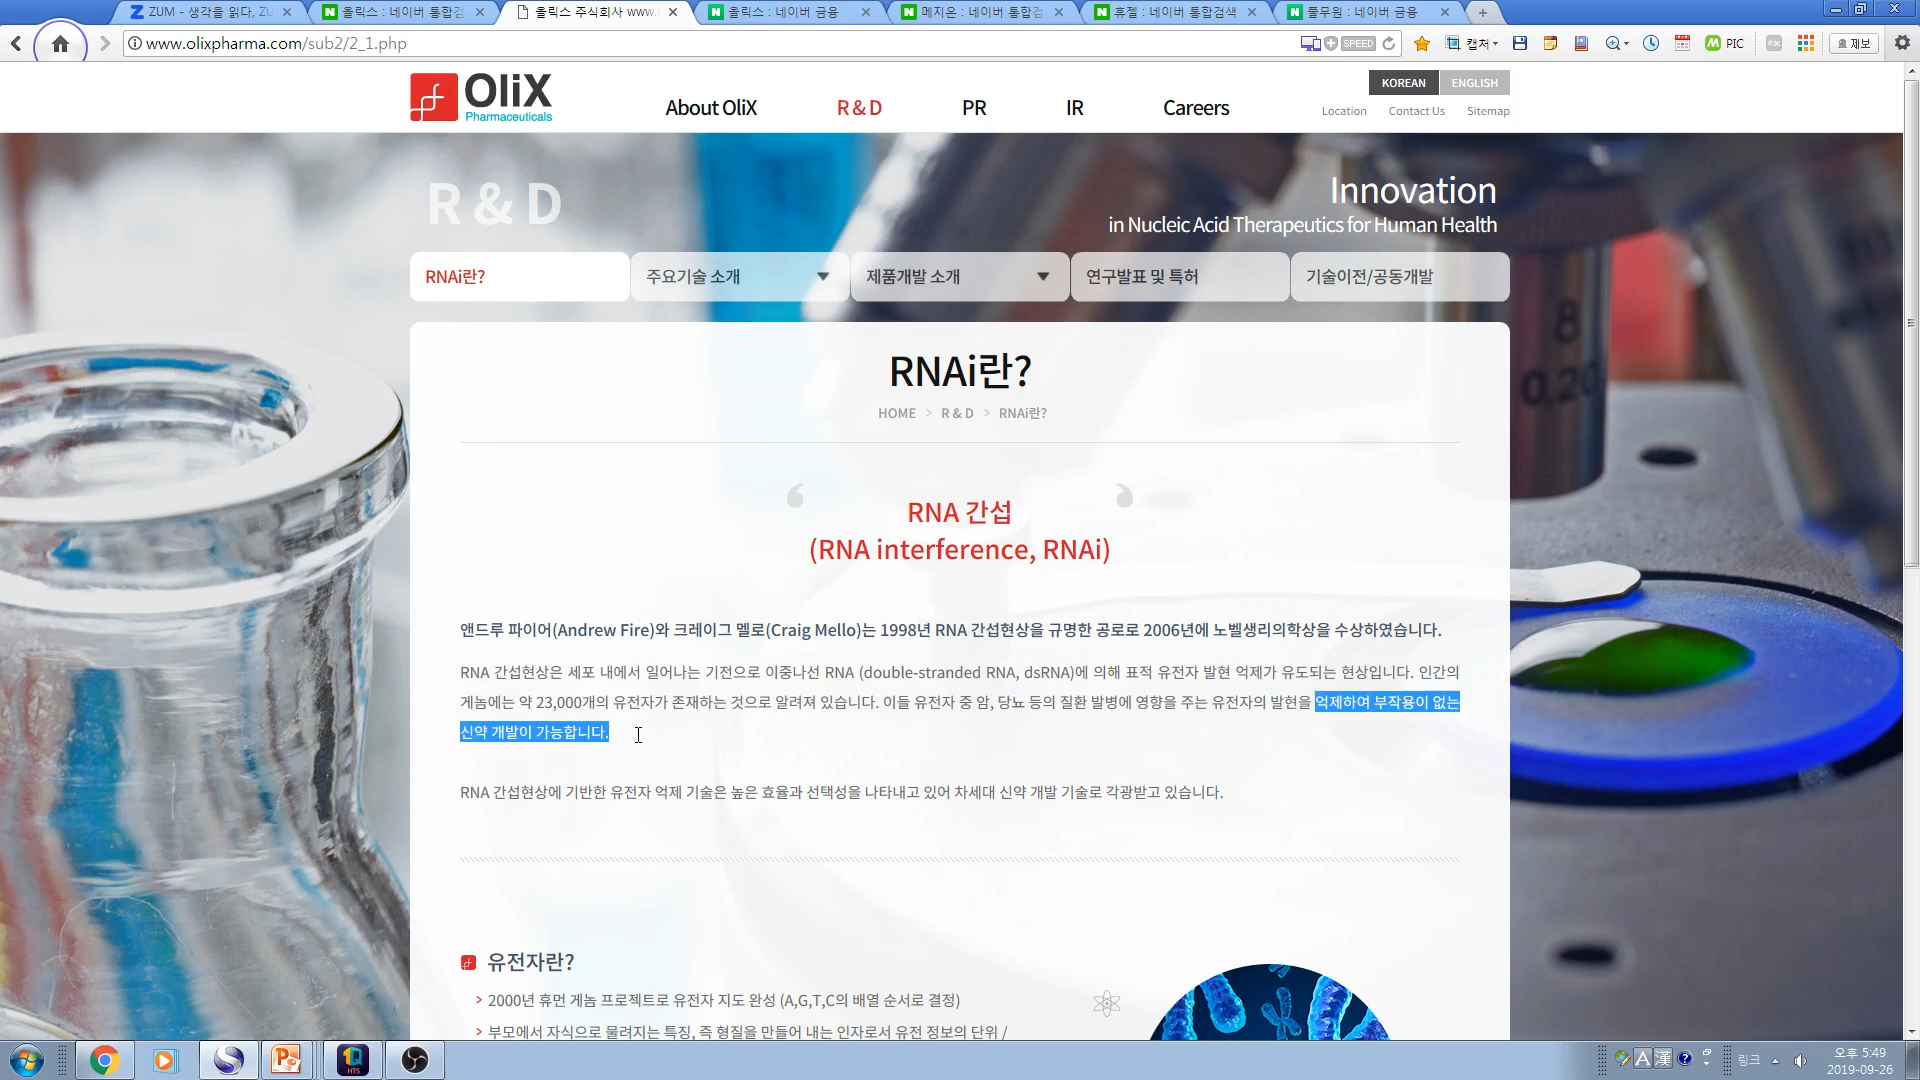 ZUM - 생각을 읽다, ZU
올릭스 : 네이버 통합검
올릭스 주식회사 www.
올릭스 : 네이버 금융
메지온 : 네이버 통합검
휴젤 : 네이버 통합검색
풀무원 : 네이버 금융
www.olixpharma.com/sub2/2_1.php
SPEED
캡처
PIC
제보
OliX
Pharmaceuticals
About OliX
R & D
PR
IR
Careers
KOREAN
ENGLISH
Location
Contact Us
Sitemap
R & D
Innovation
in Nucleic Acid Therapeutics for Human Health
RNAi란?
주요기술 소개
제품개발 소개
연구발표 및 특허
기술이전/공동개발
RNAi란?
HOME > R & D > RNAi란?
RNA 간섭
(RNA interference, RNAi)
앤드루 파이어(Andrew Fire)와 크레이그 멜로(Craig Mello)는 1998년 RNA 간섭현상을 규명한 공로로 2006년에 노벨생리의학상을 수상하였습니다.
RNA 간섭현상은 세포 내에서 일어나는 기전으로 이중나선 RNA (double-stranded RNA, dsRNA)에 의해 표적 유전자 발현 억제가 유도되는 현상입니다. 인간의
게놈에는 약 23,000개의 유전자가 존재하는 것으로 알려져 있습니다. 이들 유전자 중 암, 당뇨 등의 질환 발병에 영향을 주는 유전자의 발현을 억제하여 부작용이 없는
신약 개발이 가능합니다.
RNA 간섭현상에 기반한 유전자 억제 기술은 높은 효율과 선택성을 나타내고 있어 차세대 신약 개발 기술로 각광받고 있습니다.
유전자란?
> 2000년 휴먼 게놈 프로젝트로 유전자 지도 완성 (A,G,T,C의 배열 순서로 결정)
> 부모에서 자식으로 물려지는 특징, 즉 형질을 만들어 내는 인자로서 유전 정보의 단위 /
8
0,20
HTS
A
漢
링크
오후 5:49
2019-09-26